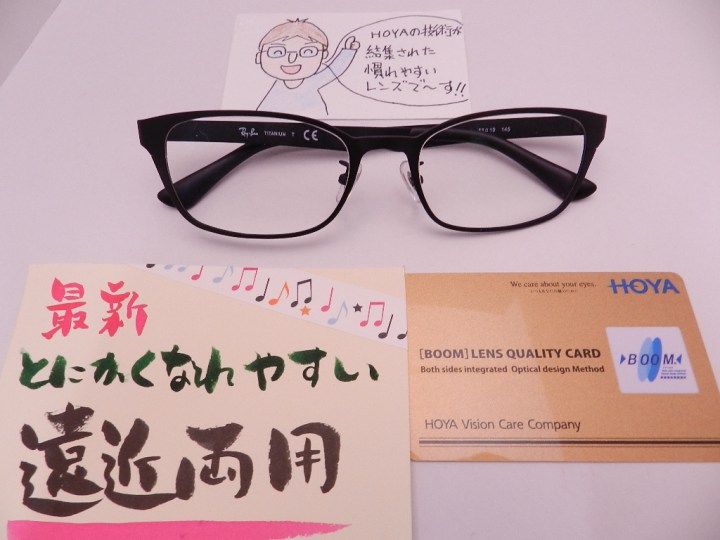 HOYAの技術が
結集された
慣れやすい
レンズで〜す!!
Ray-Ban TITANIUM T CE
最新
とにかくなれやすい
遠近両用
We care about your eyes. HOYA
[BOOM] LENS QUALITY CARD
Both sides integrated Optical design Method
BOOM
HOYA Vision Care Company